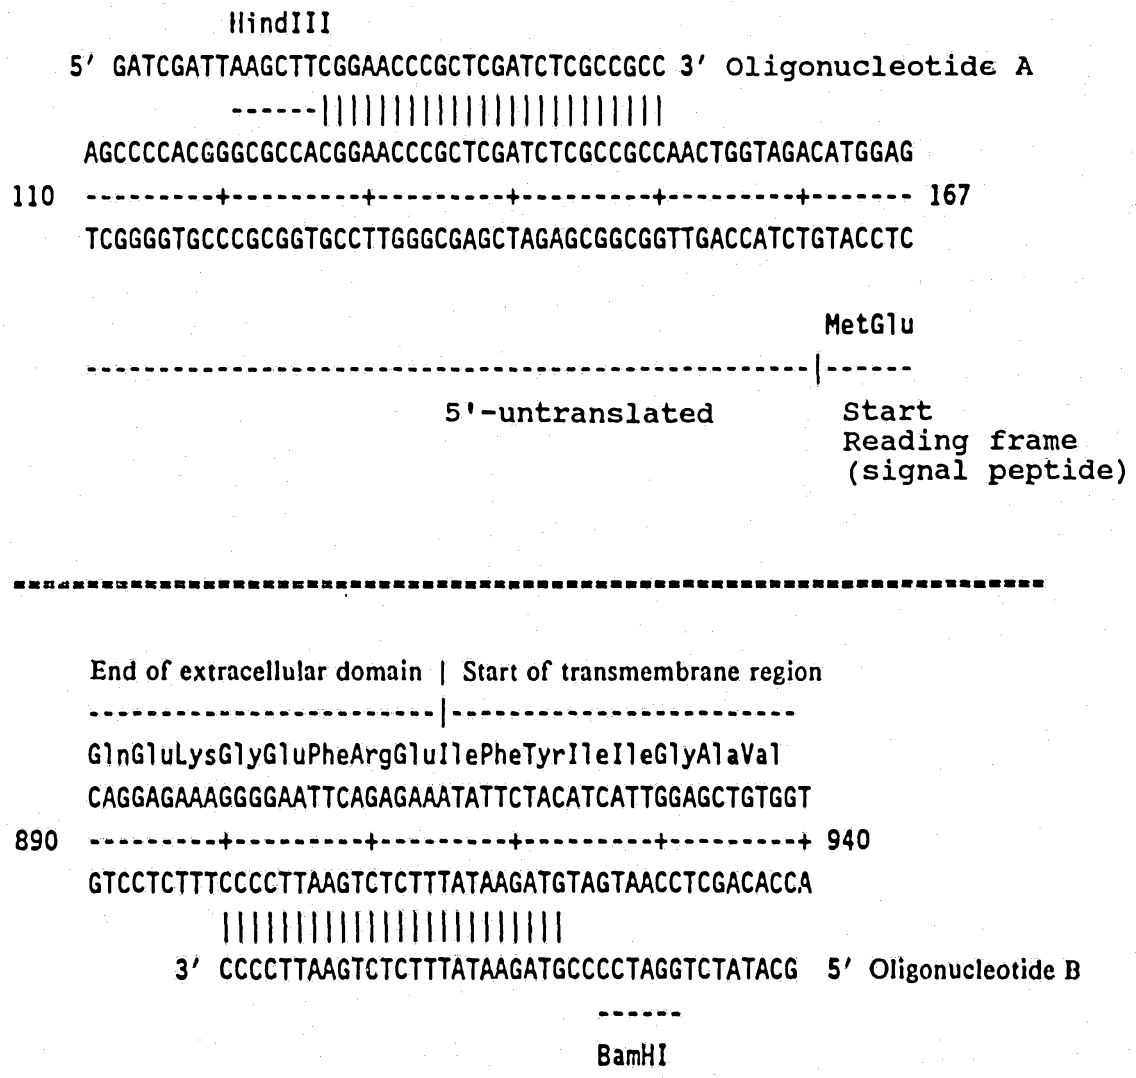 HindIII
5' GATCGATTAAGCTTCGGAACCCGCTCGATCTCGCCGCC 3' Oligonucleotide A
------||||||||||||||||||||||||
AGCCCCACGGGCGCCACGGAACCCGCTCGATCTCGCCGCCAACTGGTAGACATGGAG
110 ---------+---------+---------+---------+---------+------- 167
TCGGGGTGCCCGCGGTGCCTTGGGCGAGCTAGAGCGGCGGTTGACCATCTGTACCTC
MetGlu
--------------------------------------------------|------
5'-untranslated Start
Reading frame
(signal peptide)
End of extracellular domain | Start of transmembrane region
------------------------|------------------------
GlnGluLysGlyGluPheArgGluIlePheTyrIleIleGlyAlaVal
CAGGAGAAAGGGGAATTCAGAGAAATATTCTACATCATTGGAGCTGTGGT
890 ---------+---------+---------+---------+---------+ 940
GTCCTCTTTCCCCTTAAGTCTCTTTATAAGATGTAGTAACCTCGACACCA
||||||||||||||||||||||||
3' CCCCTTAAGTCTCTTTATAAGATGCCCCTAGGTCTATACG 5' Oligonucleotide B
------
BamHI